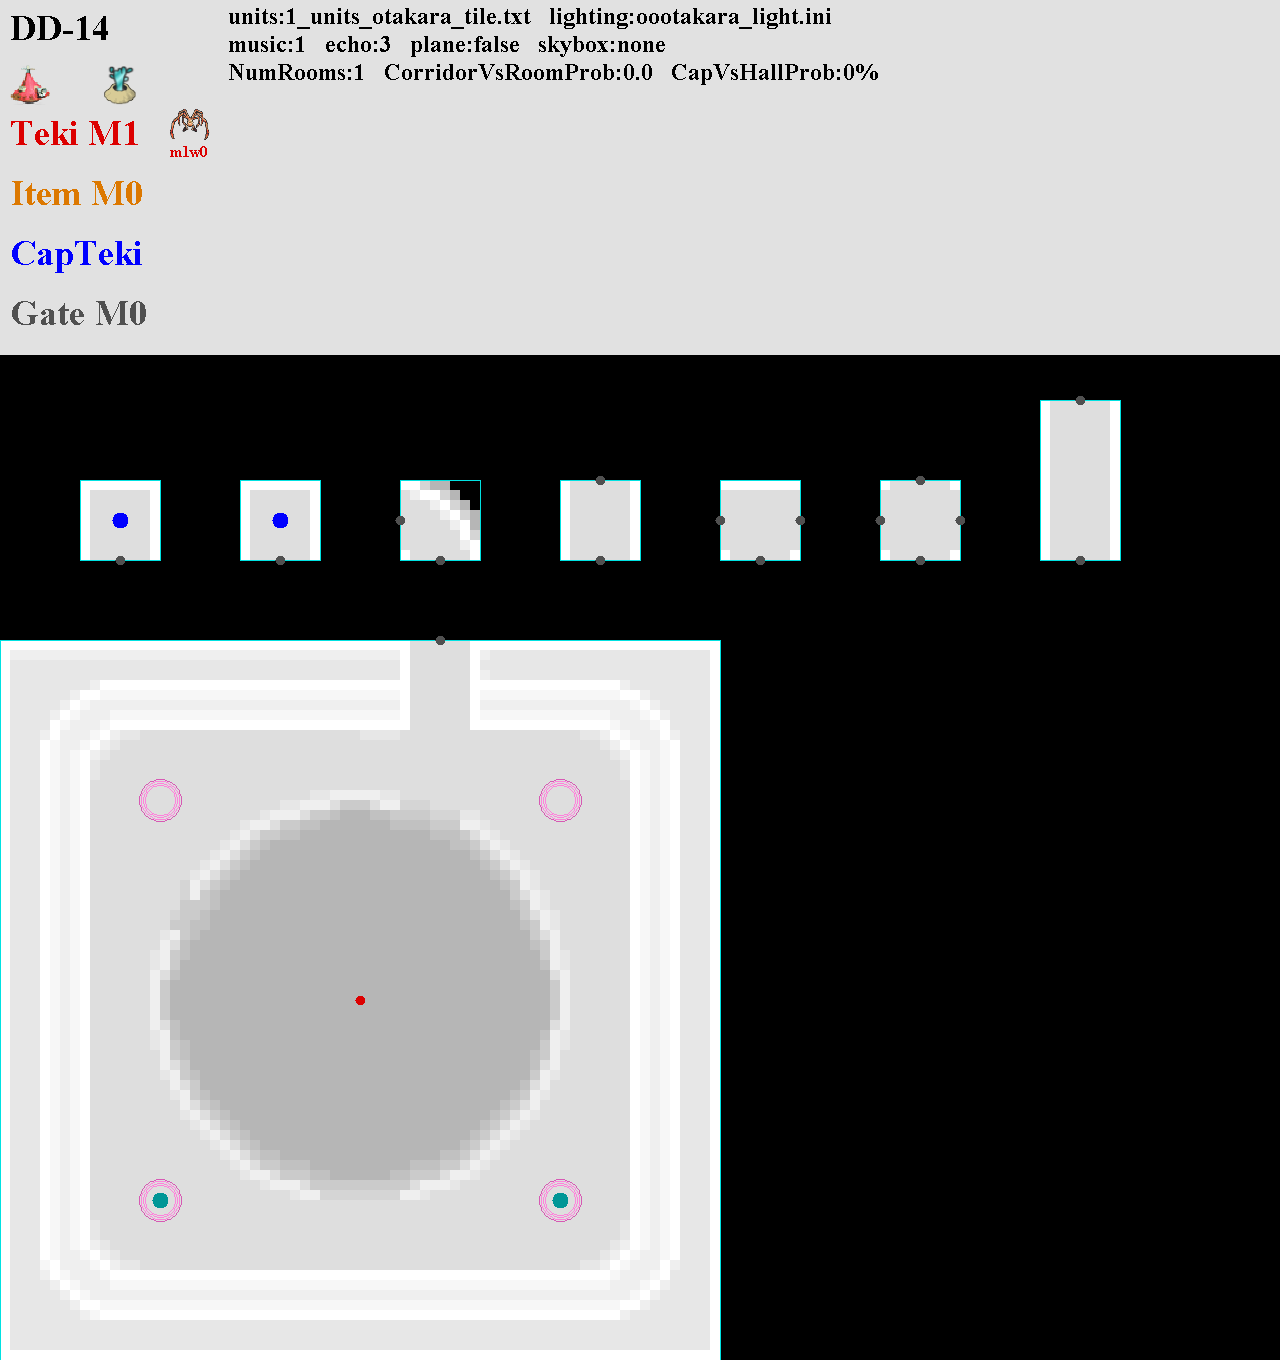 DD-14
units:1_units_otakara_tile.txt lighting:oootakara_light.ini
music:1 echo:3 plane:false skybox:none
NumRooms:1 CorridorVsRoomProb:0.0 CapVsHallProb:0%
Teki M1
m1w0
Item M0
CapTeki
Gate M0